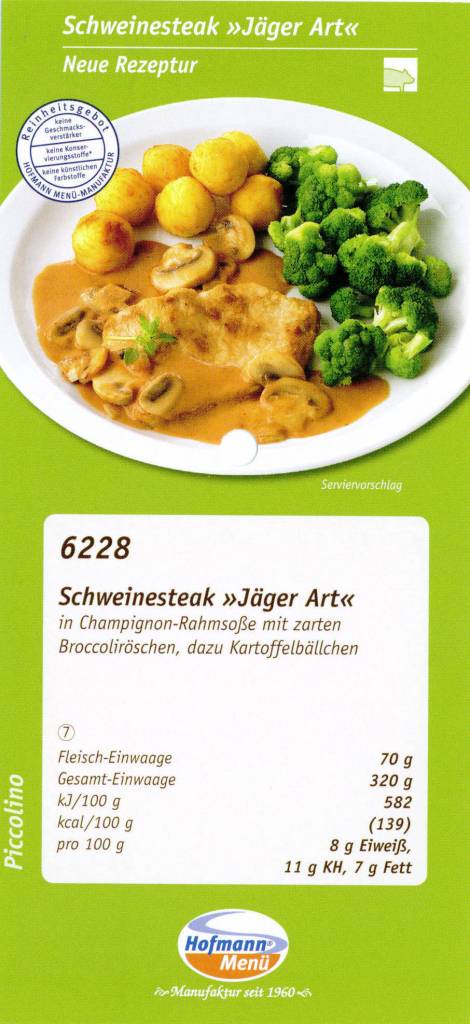 Schweinesteak »Jäger Art«
Neue Rezeptur
Reinheitsgebot
keine
Geschmacks-
verstärker
keine Konser-
vierungsstoffe*
keine künstlichen
Farbstoffe
HOFMANN MENÜ-MANUFAKTUR
Serviervorschlag
6228
Schweinesteak »Jäger Art«
in Champignon-Rahmsoße mit zarten
Broccoliröschen, dazu Kartoffelbällchen
7
Fleisch-Einwaage 70 g
Gesamt-Einwaage 320 g
kJ/100 g 582
kcal/100 g (139)
pro 100 g 8 g Eiweiß,
11 g KH, 7 g Fett
Piccolino
Hofmann®
Menü
Manufaktur seit 1960